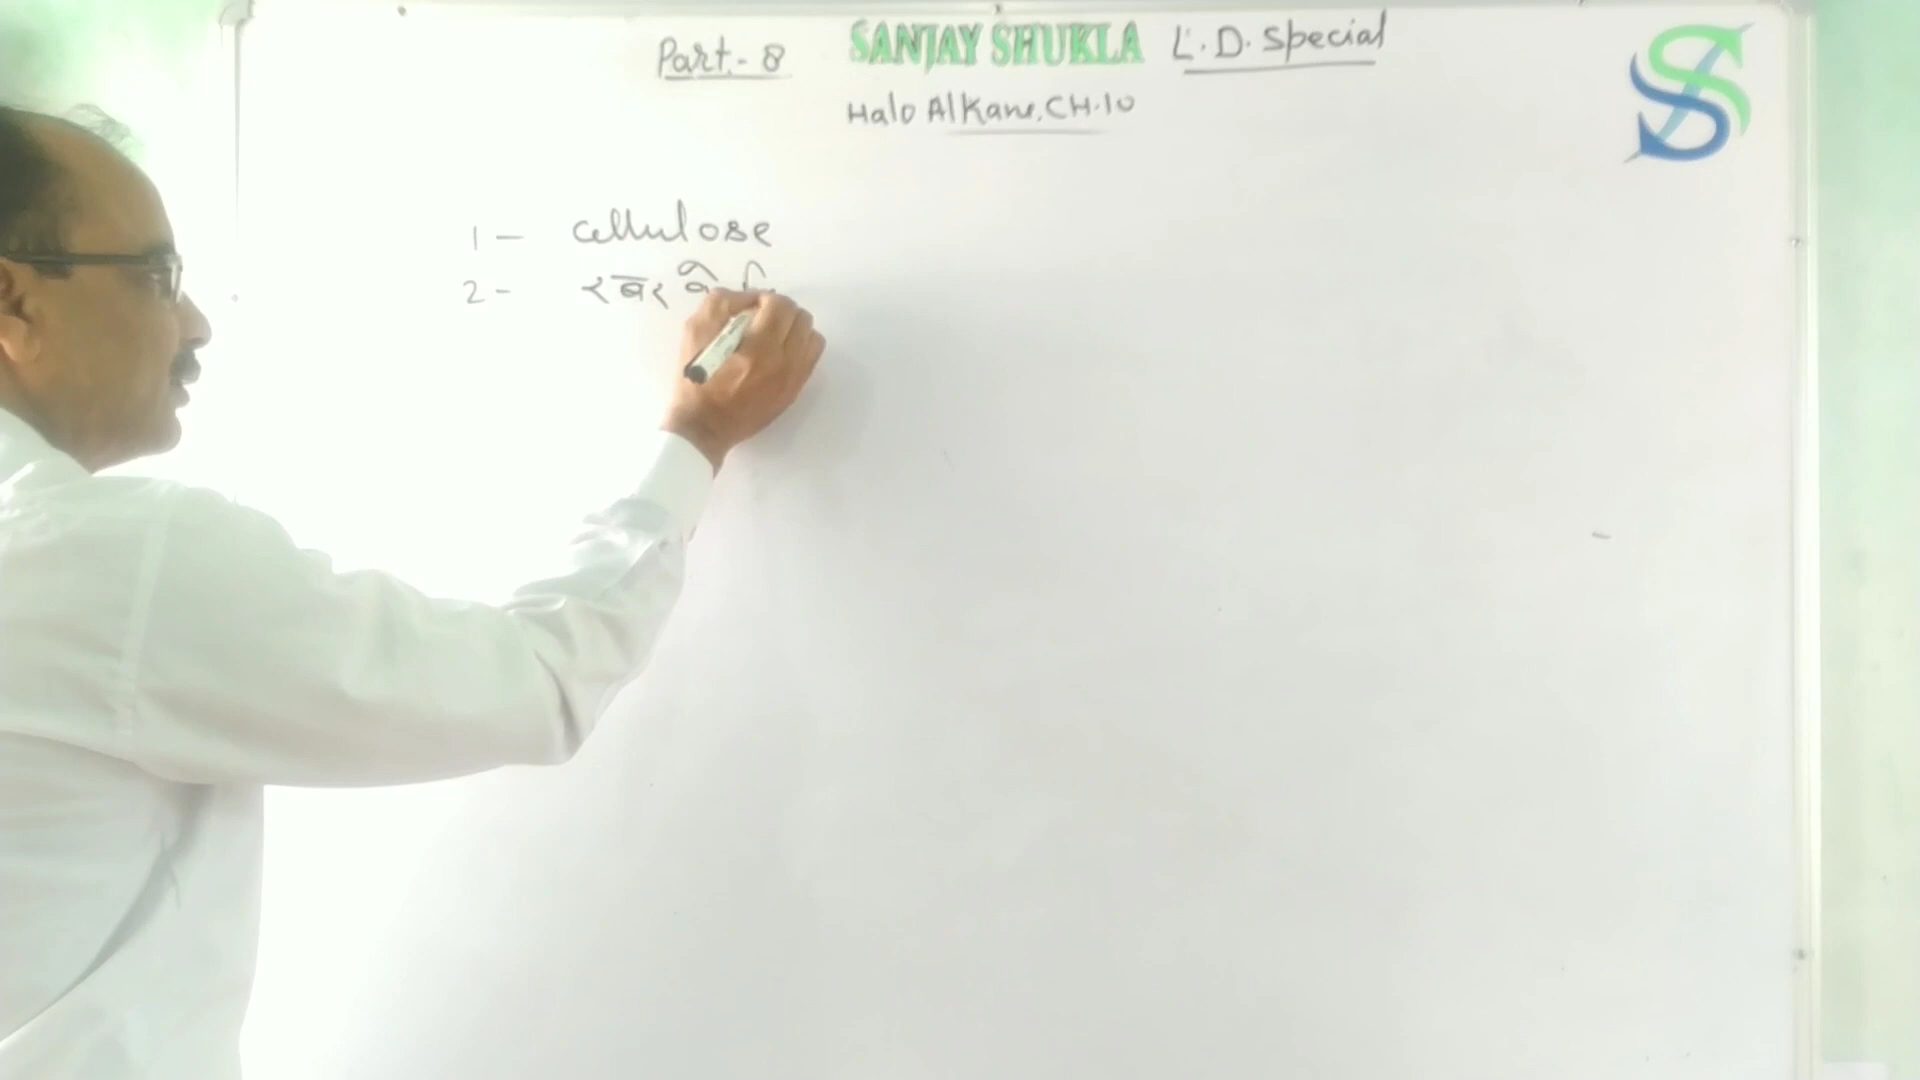 Part.- 8 SANJAY SHUKLA L.D. Special
Halo Alkane, CH.10
1 - cellulose
2 - रबर के